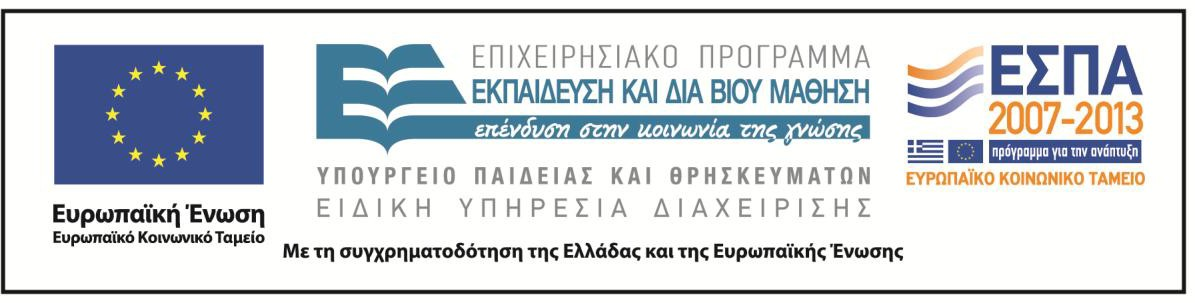 Ευρωπαϊκή Ένωση
Ευρωπαϊκό Κοινωνικό Ταμείο
ΕΠΙΧΕΙΡΗΣΙΑΚΟ ΠΡΟΓΡΑΜΜΑ
ΕΚΠΑΙΔΕΥΣΗ ΚΑΙ ΔΙΑ ΒΙΟΥ ΜΑΘΗΣΗ
επένδυση στην κοινωνία της γνώσης
ΥΠΟΥΡΓΕΙΟ ΠΑΙΔΕΙΑΣ ΚΑΙ ΘΡΗΣΚΕΥΜΑΤΩΝ
ΕΙΔΙΚΗ ΥΠΗΡΕΣΙΑ ΔΙΑΧΕΙΡΙΣΗΣ
ΕΣΠΑ
2007-2013
πρόγραμμα για την ανάπτυξη
ΕΥΡΩΠΑΪΚΟ ΚΟΙΝΩΝΙΚΟ ΤΑΜΕΙΟ
Με τη συγχρηματοδότηση της Ελλάδας και της Ευρωπαϊκής Ένωσης